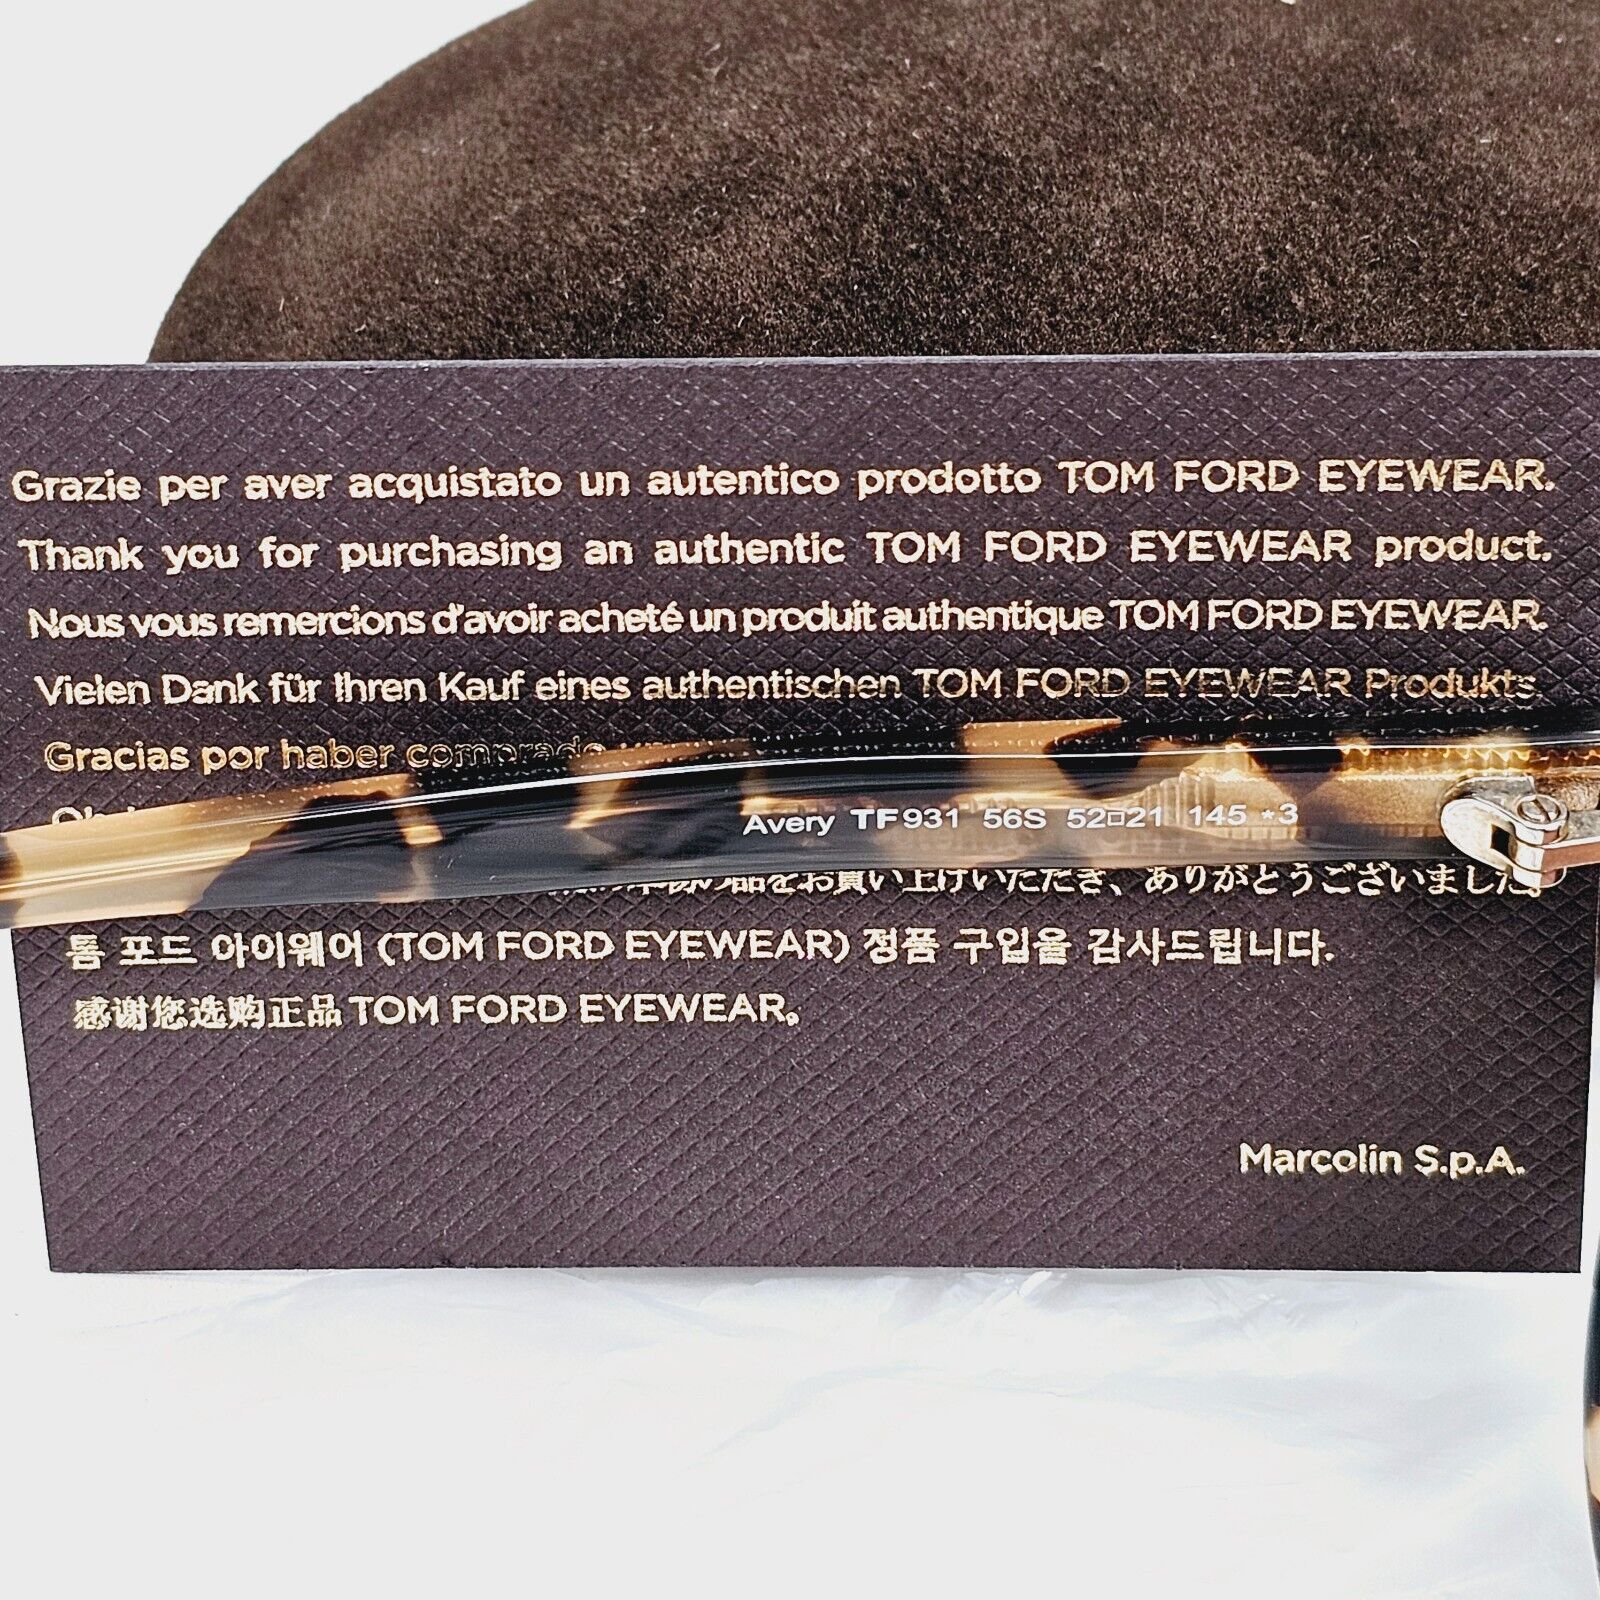 Grazie per aver acquistato un autentico prodotto TOM FORD EYEWEAR.
Thank you for purchasing an authentic TOM FORD EYEWEAR product.
Nous vous remercions d'avoir acheté un produit authentique TOM FORD EYEWEAR.
Vielen Dank für Ihren Kauf eines authentischen TOM FORD EYEWEAR Produkts.
Gracias por haber comprado
Avery TF931 56S 52□21 145 *3
品をお買い上げいただき、ありがとうございました。
톰 포드 아이웨어 (TOM FORD EYEWEAR) 정품 구입을 감사드립니다.
感谢您选购正品 TOM FORD EYEWEAR。
Marcolin S.p.A.